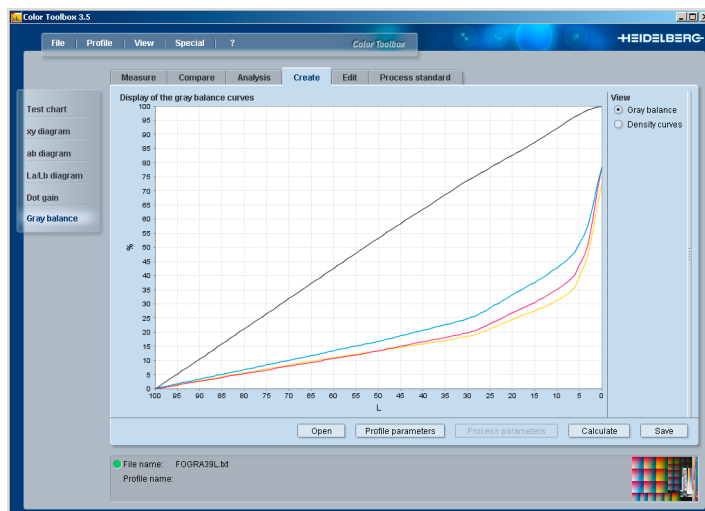 Color Toolbox 3.5
File Profile View Special ? Color Toolbox
-HEIDELBERG-
Measure Compare Analysis Create Edit Process standard
Test chart
xy diagram
ab diagram
La/Lb diagram
Dot gain
Gray balance
Display of the gray balance curves
100
95
90
85
80
75
70
65
60
55
50
45
40
35
30
25
20
15
10
5
0
%
100 95 90 85 80 75 70 65 60 55 50 45 40 35 30 25 20 15 10 5 0
L
View
Gray balance
Density curves
Open Profile parameters Process parameters Calculate Save
File name: FOGRA39L.txt
Profile name: